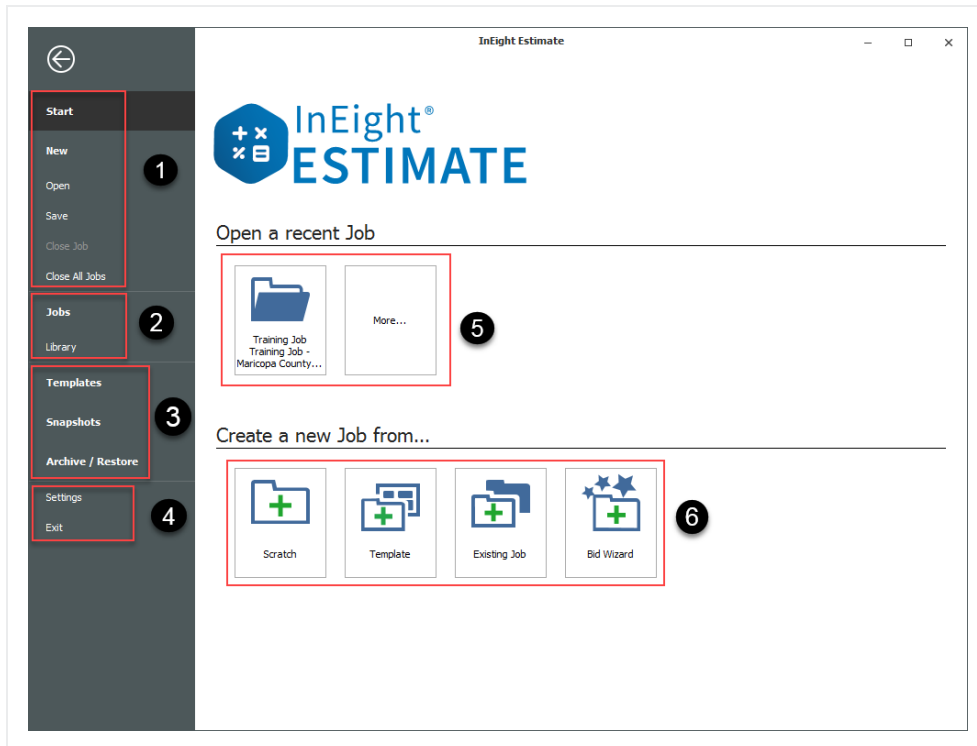 InEight Estimate
Start
New
Open
Save
Close Job
Close All Jobs
1
Jobs
Library
2
Templates
Snapshots
Archive / Restore
3
Settings
Exit
4
InEight®
ESTIMATE
Open a recent Job
Training Job
Training Job -
Maricopa County...
More...
5
Create a new Job from...
Scratch
Template
Existing Job
Bid Wizard
6